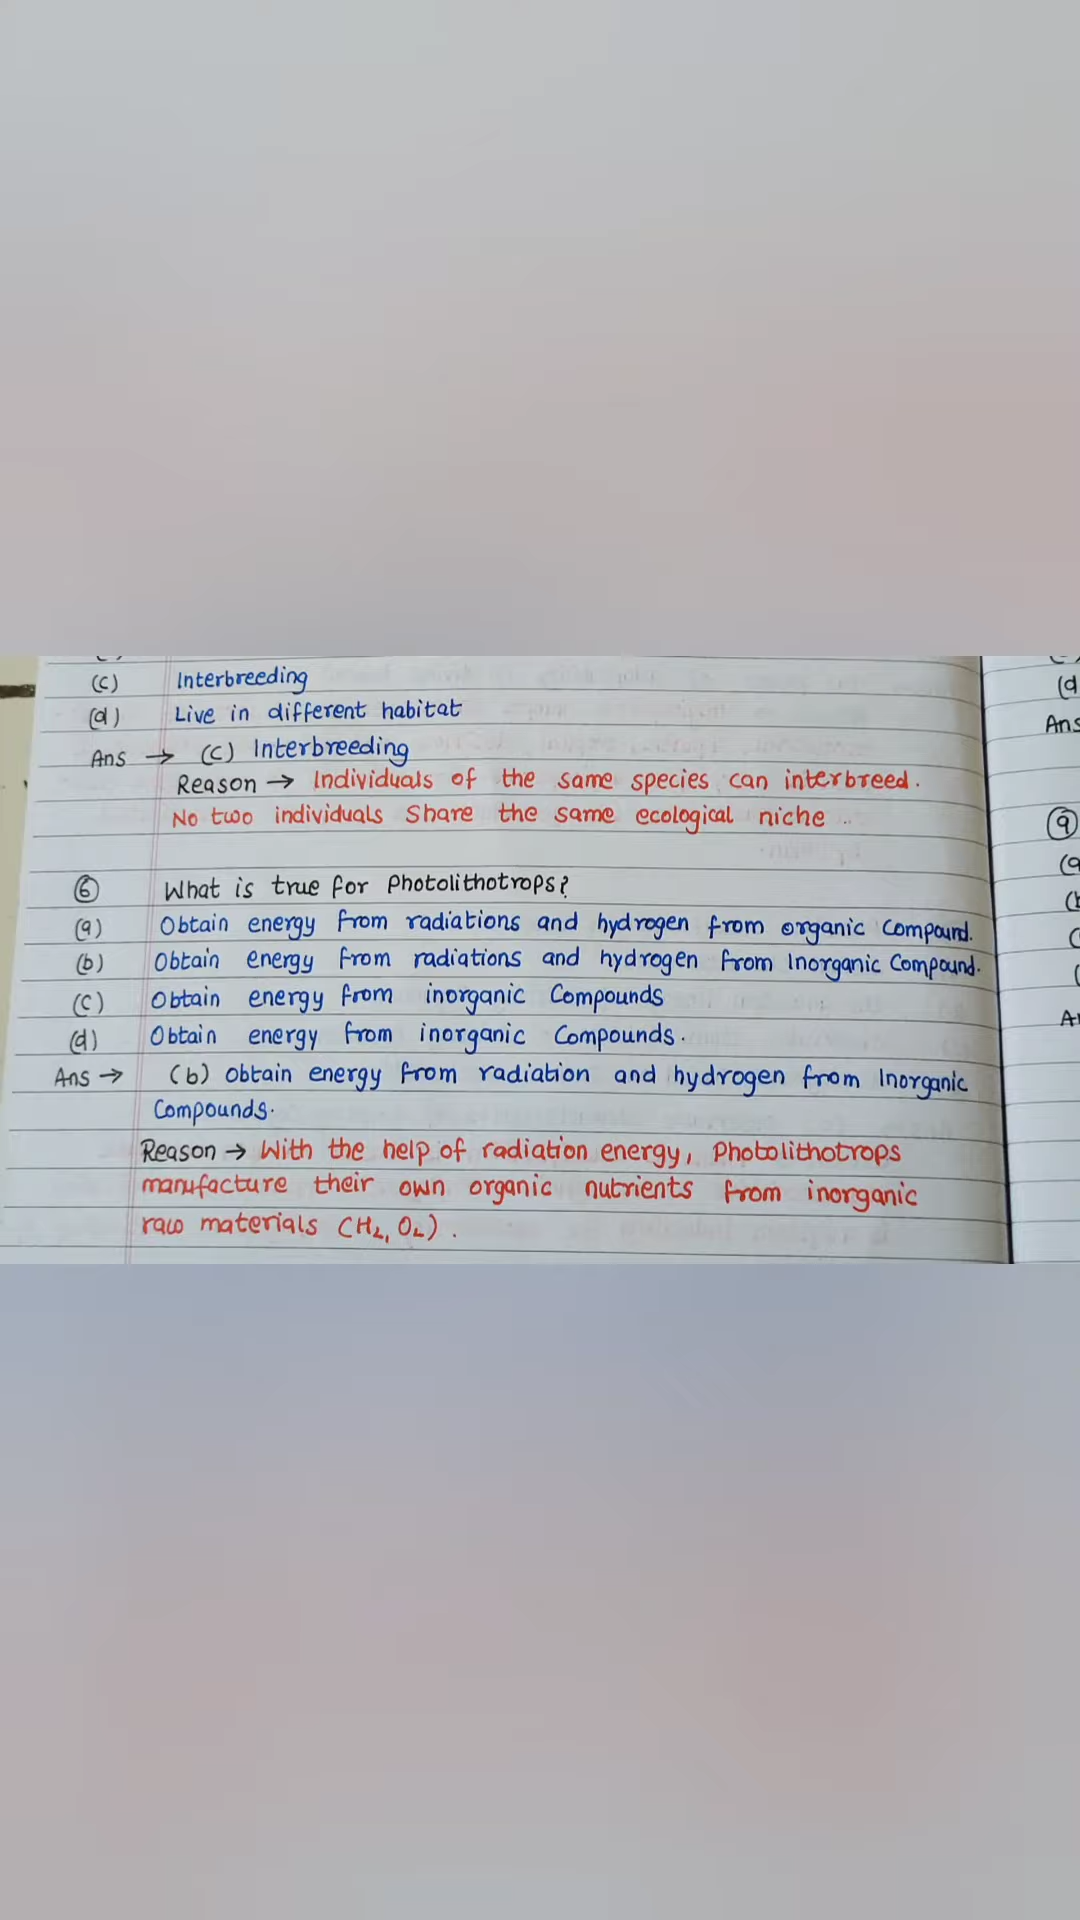 (c) Interbreeding
(d) Live in different habitat
Ans → (c) Interbreeding
Reason → Individuals of the same species can interbreed.
No two individuals share the same ecological niche ..
⑥ What is true for Photolithotrops?
(a) Obtain energy from radiations and hydrogen from organic Compound.
(b) Obtain energy from radiations and hydrogen from Inorganic Compound.
(c) Obtain energy from inorganic Compounds
(d) Obtain energy from inorganic Compounds.
Ans → (b) Obtain energy from radiation and hydrogen from Inorganic
Compounds.
Reason → With the help of radiation energy, Photolithotrops
manufacture their own organic nutrients from inorganic
raw materials (H₂, O₂).
(d
Ans
⑨
(a
(b